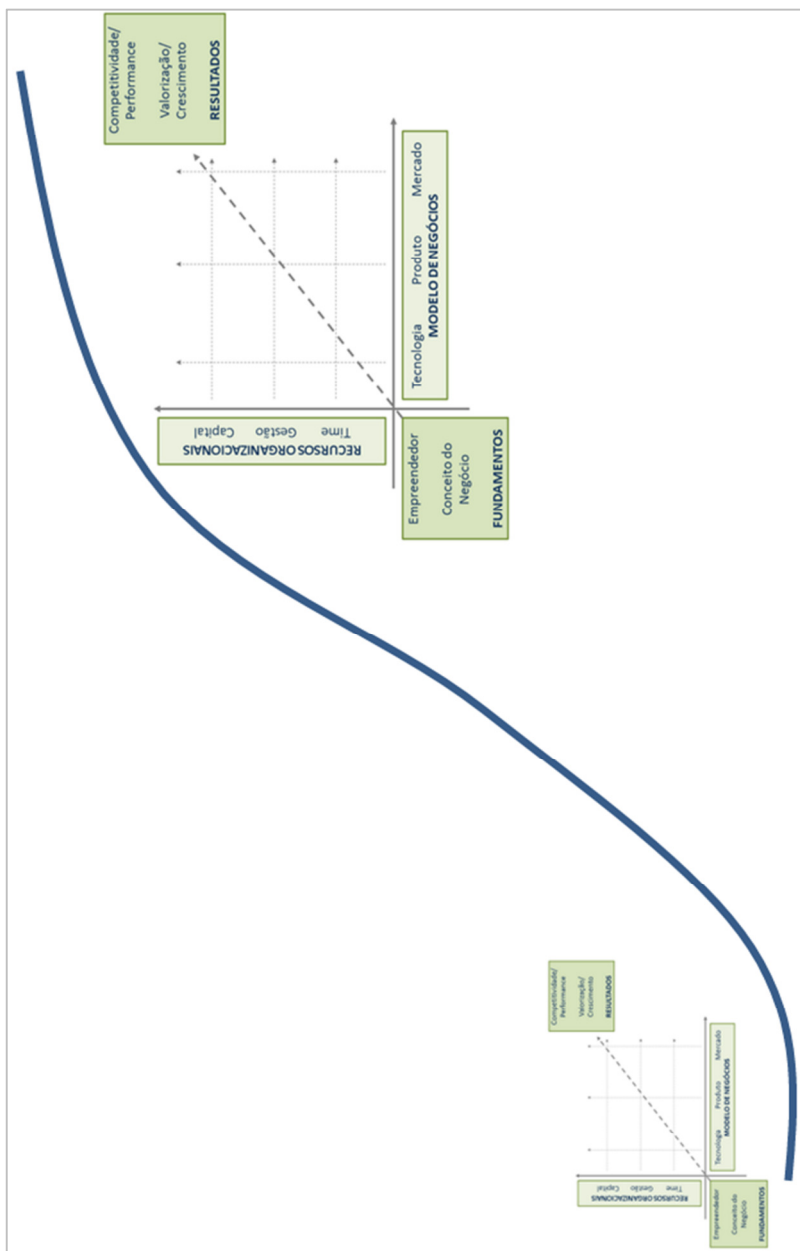 Competitividade/
Performance
Valorização/
Crescimento
RESULTADOS
Tecnologia Produto Mercado
MODELO DE NEGÓCIOS
RECURSOS ORGANIZACIONAIS
Time Gestão Capital
Empreendedor
Conceito do
Negócio
FUNDAMENTOS
Competitividade/
Performance
Valorização/
Crescimento
RESULTADOS
Tecnologia Produto Mercado
MODELO DE NEGÓCIOS
RECURSOS ORGANIZACIONAIS
Time Gestão Capital
Empreendedor
Conceito do
Negócio
FUNDAMENTOS